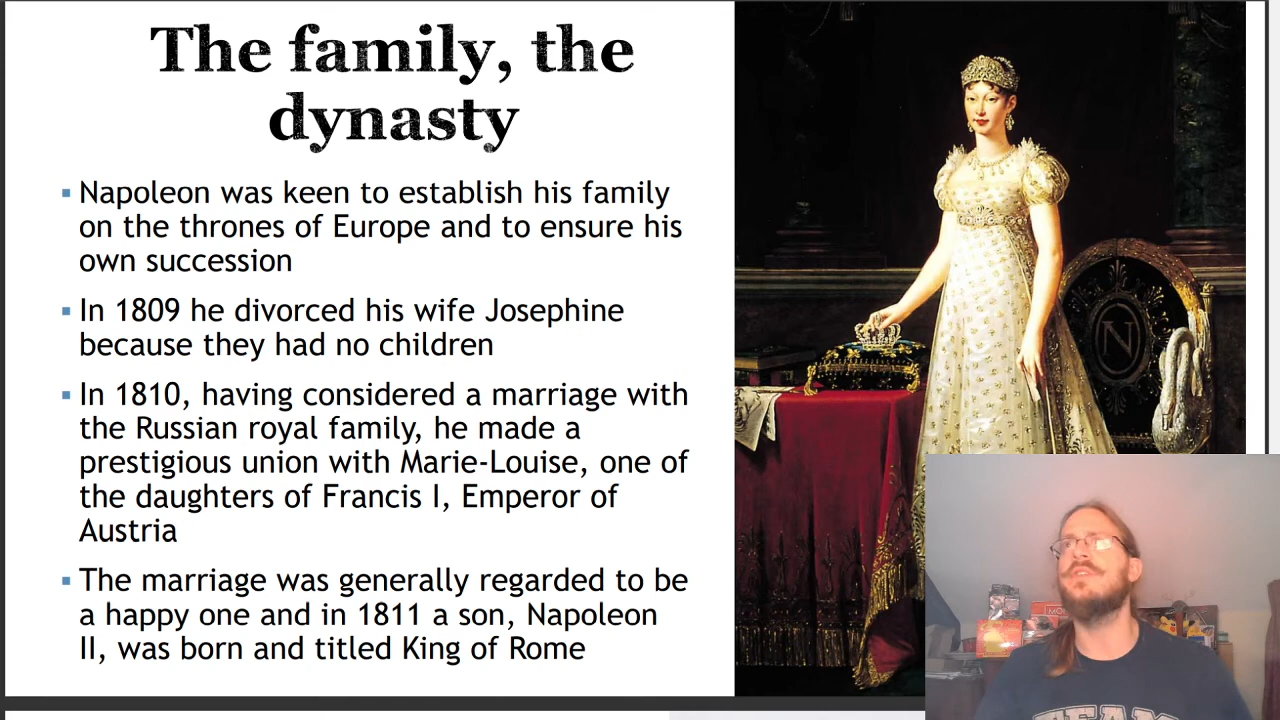 The family, the
dynasty
▪ Napoleon was keen to establish his family
on the thrones of Europe and to ensure his
own succession
▪ In 1809 he divorced his wife Josephine
because they had no children
▪ In 1810, having considered a marriage with
the Russian royal family, he made a
prestigious union with Marie-Louise, one of
the daughters of Francis I, Emperor of
Austria
▪ The marriage was generally regarded to be
a happy one and in 1811 a son, Napoleon
II, was born and titled King of Rome
N
TEAM